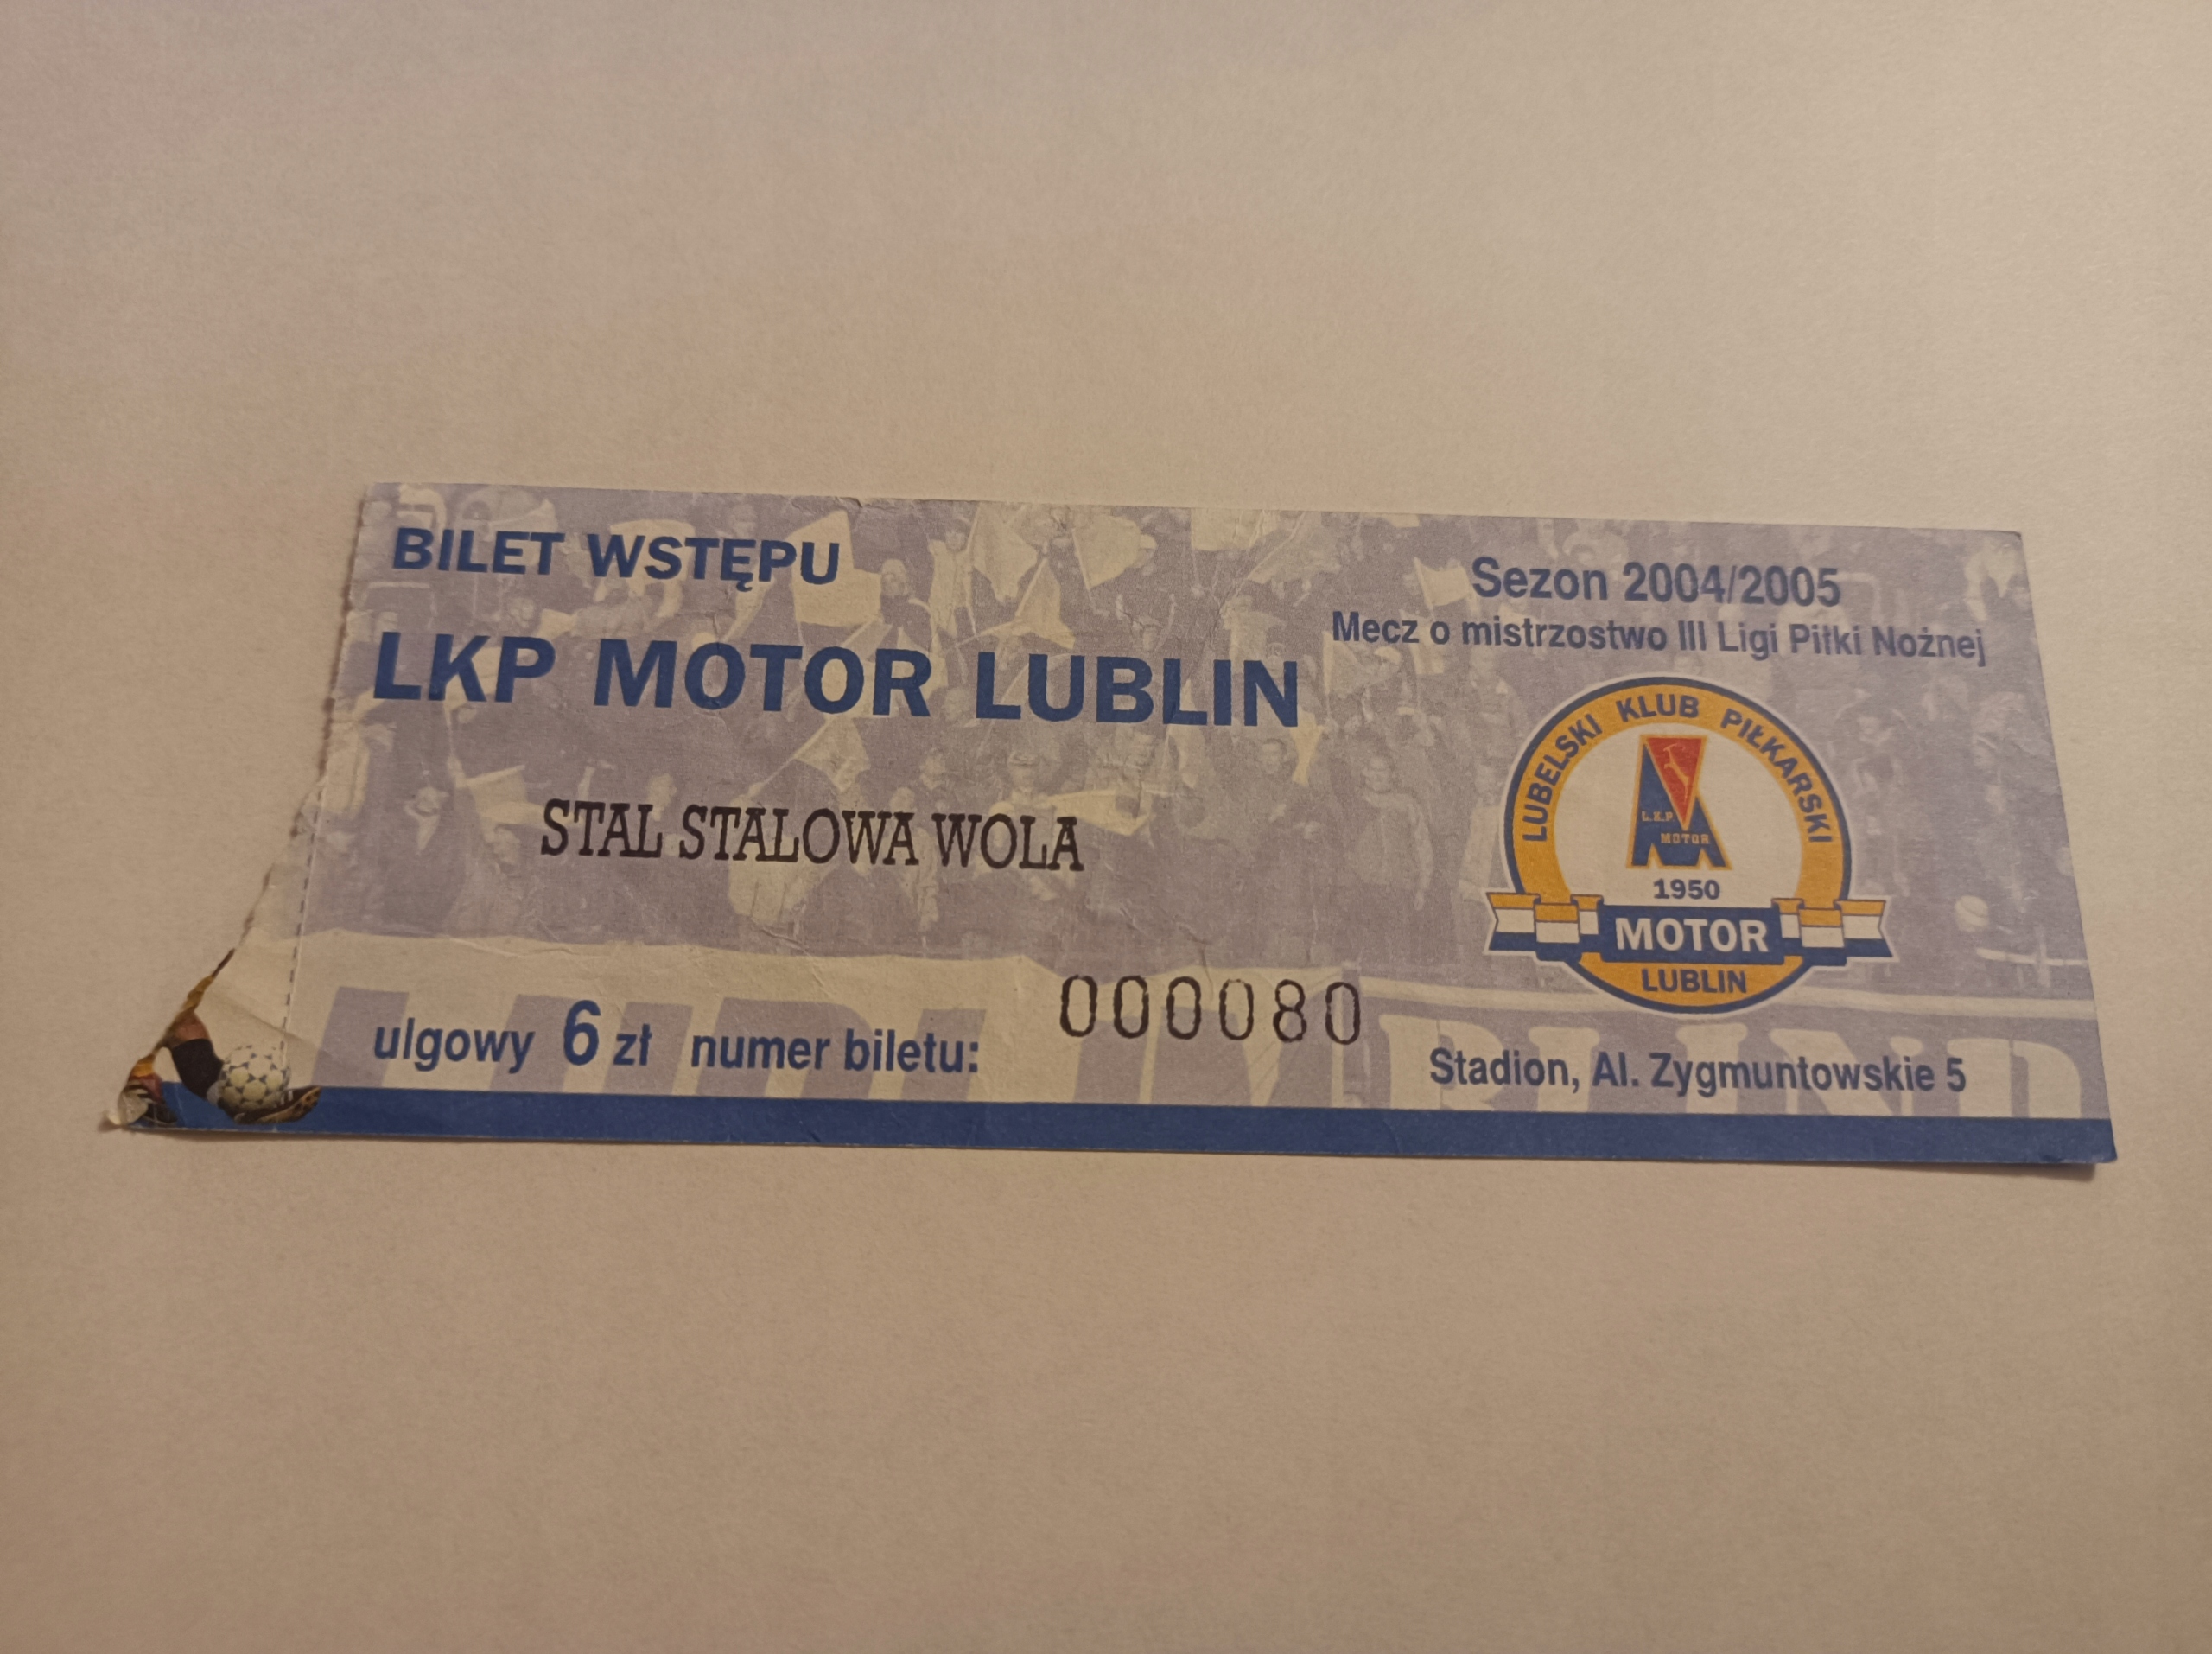 BILET WSTĘPU
LKP MOTOR LUBLIN
STAL STALOWA WOLA
ulgowy 6 zł numer biletu: 000080
Sezon 2004/2005
Mecz o mistrzostwo III Ligi Piłki Nożnej
LUBELSKI KLUB PIŁKARSKI
L.K.P
MOTOR
1950
MOTOR
LUBLIN
Stadion, Al. Zygmuntowskie 5